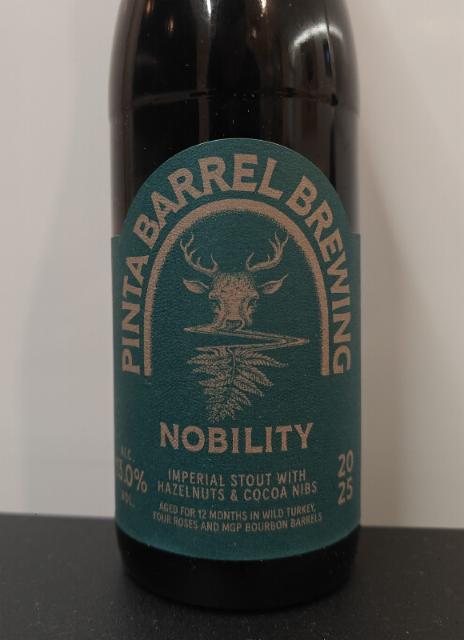 PINTA BARREL BREWING
NOBILITY
ALC.
13.0%
VOL.
IMPERIAL STOUT WITH
HAZELNUTS & COCOA NIBS
20
25
AGED FOR 12 MONTHS IN WILD TURKEY,
FOUR ROSES AND MGP BOURBON BARRELS